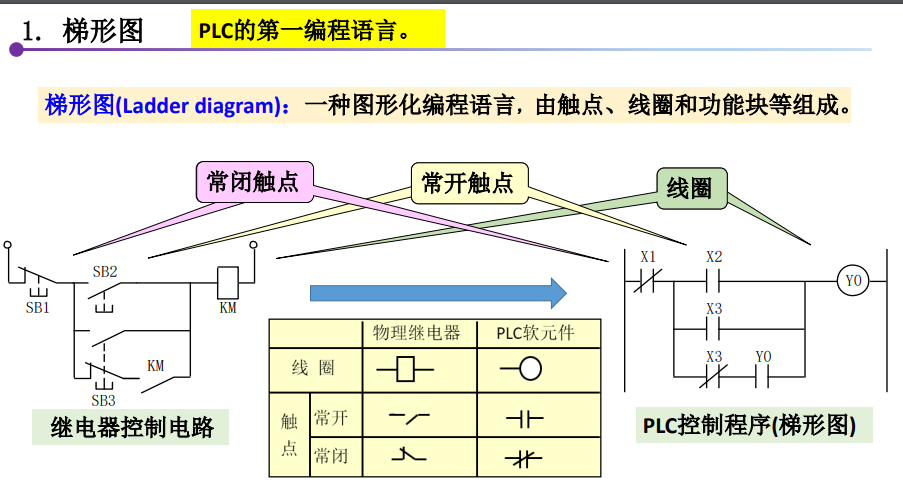 1. 梯形图
PLC的第一编程语言。
梯形图(Ladder diagram)：一种图形化编程语言，由触点、线圈和功能块等组成。
常闭触点
常开触点
线圈
SB1
SB2
KM
SB3
KM
X1
X2
Y0
X3
X3
Y0
物理继电器
PLC软元件
线 圈
触点
常开
常闭
继电器控制电路
PLC控制程序(梯形图)